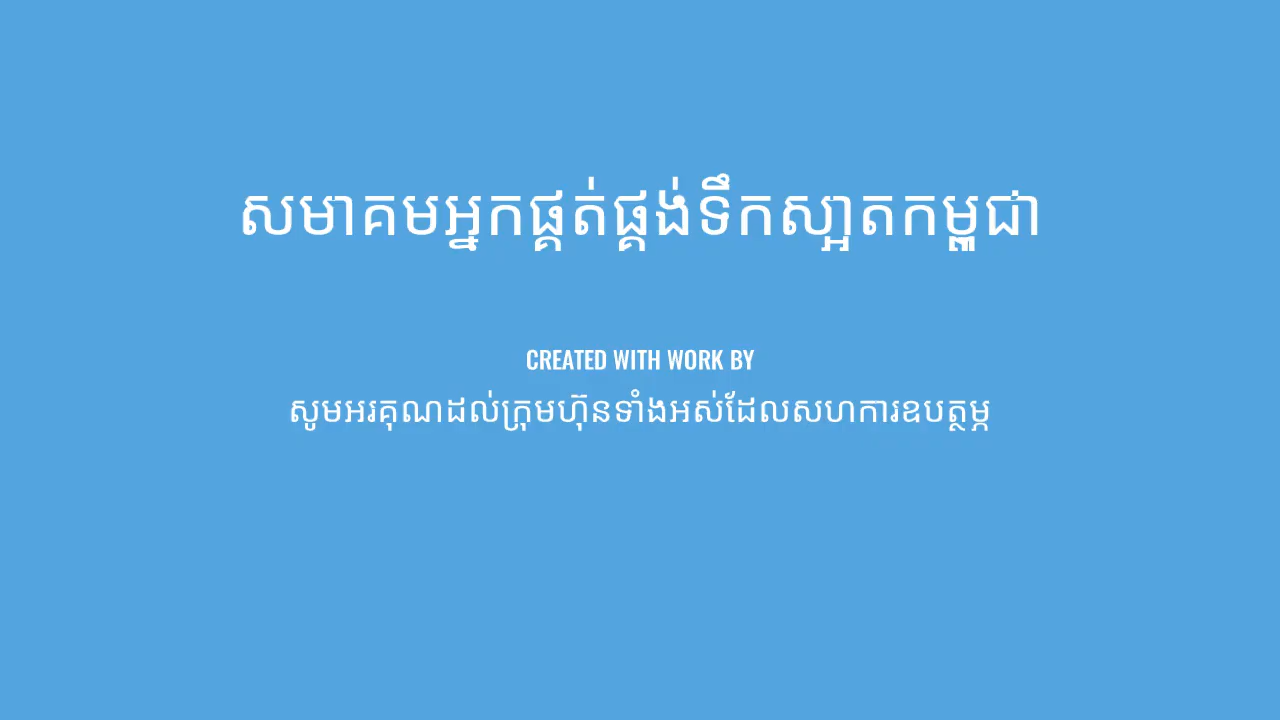 សមាគមអ្នកផ្គត់ផ្គង់ទឹកស្អាតកម្ពុជា
CREATED WITH WORK BY
សូមអរគុណដល់ក្រុមហ៊ុនទាំងអស់ដែលសហការឧបត្ថម្ភ